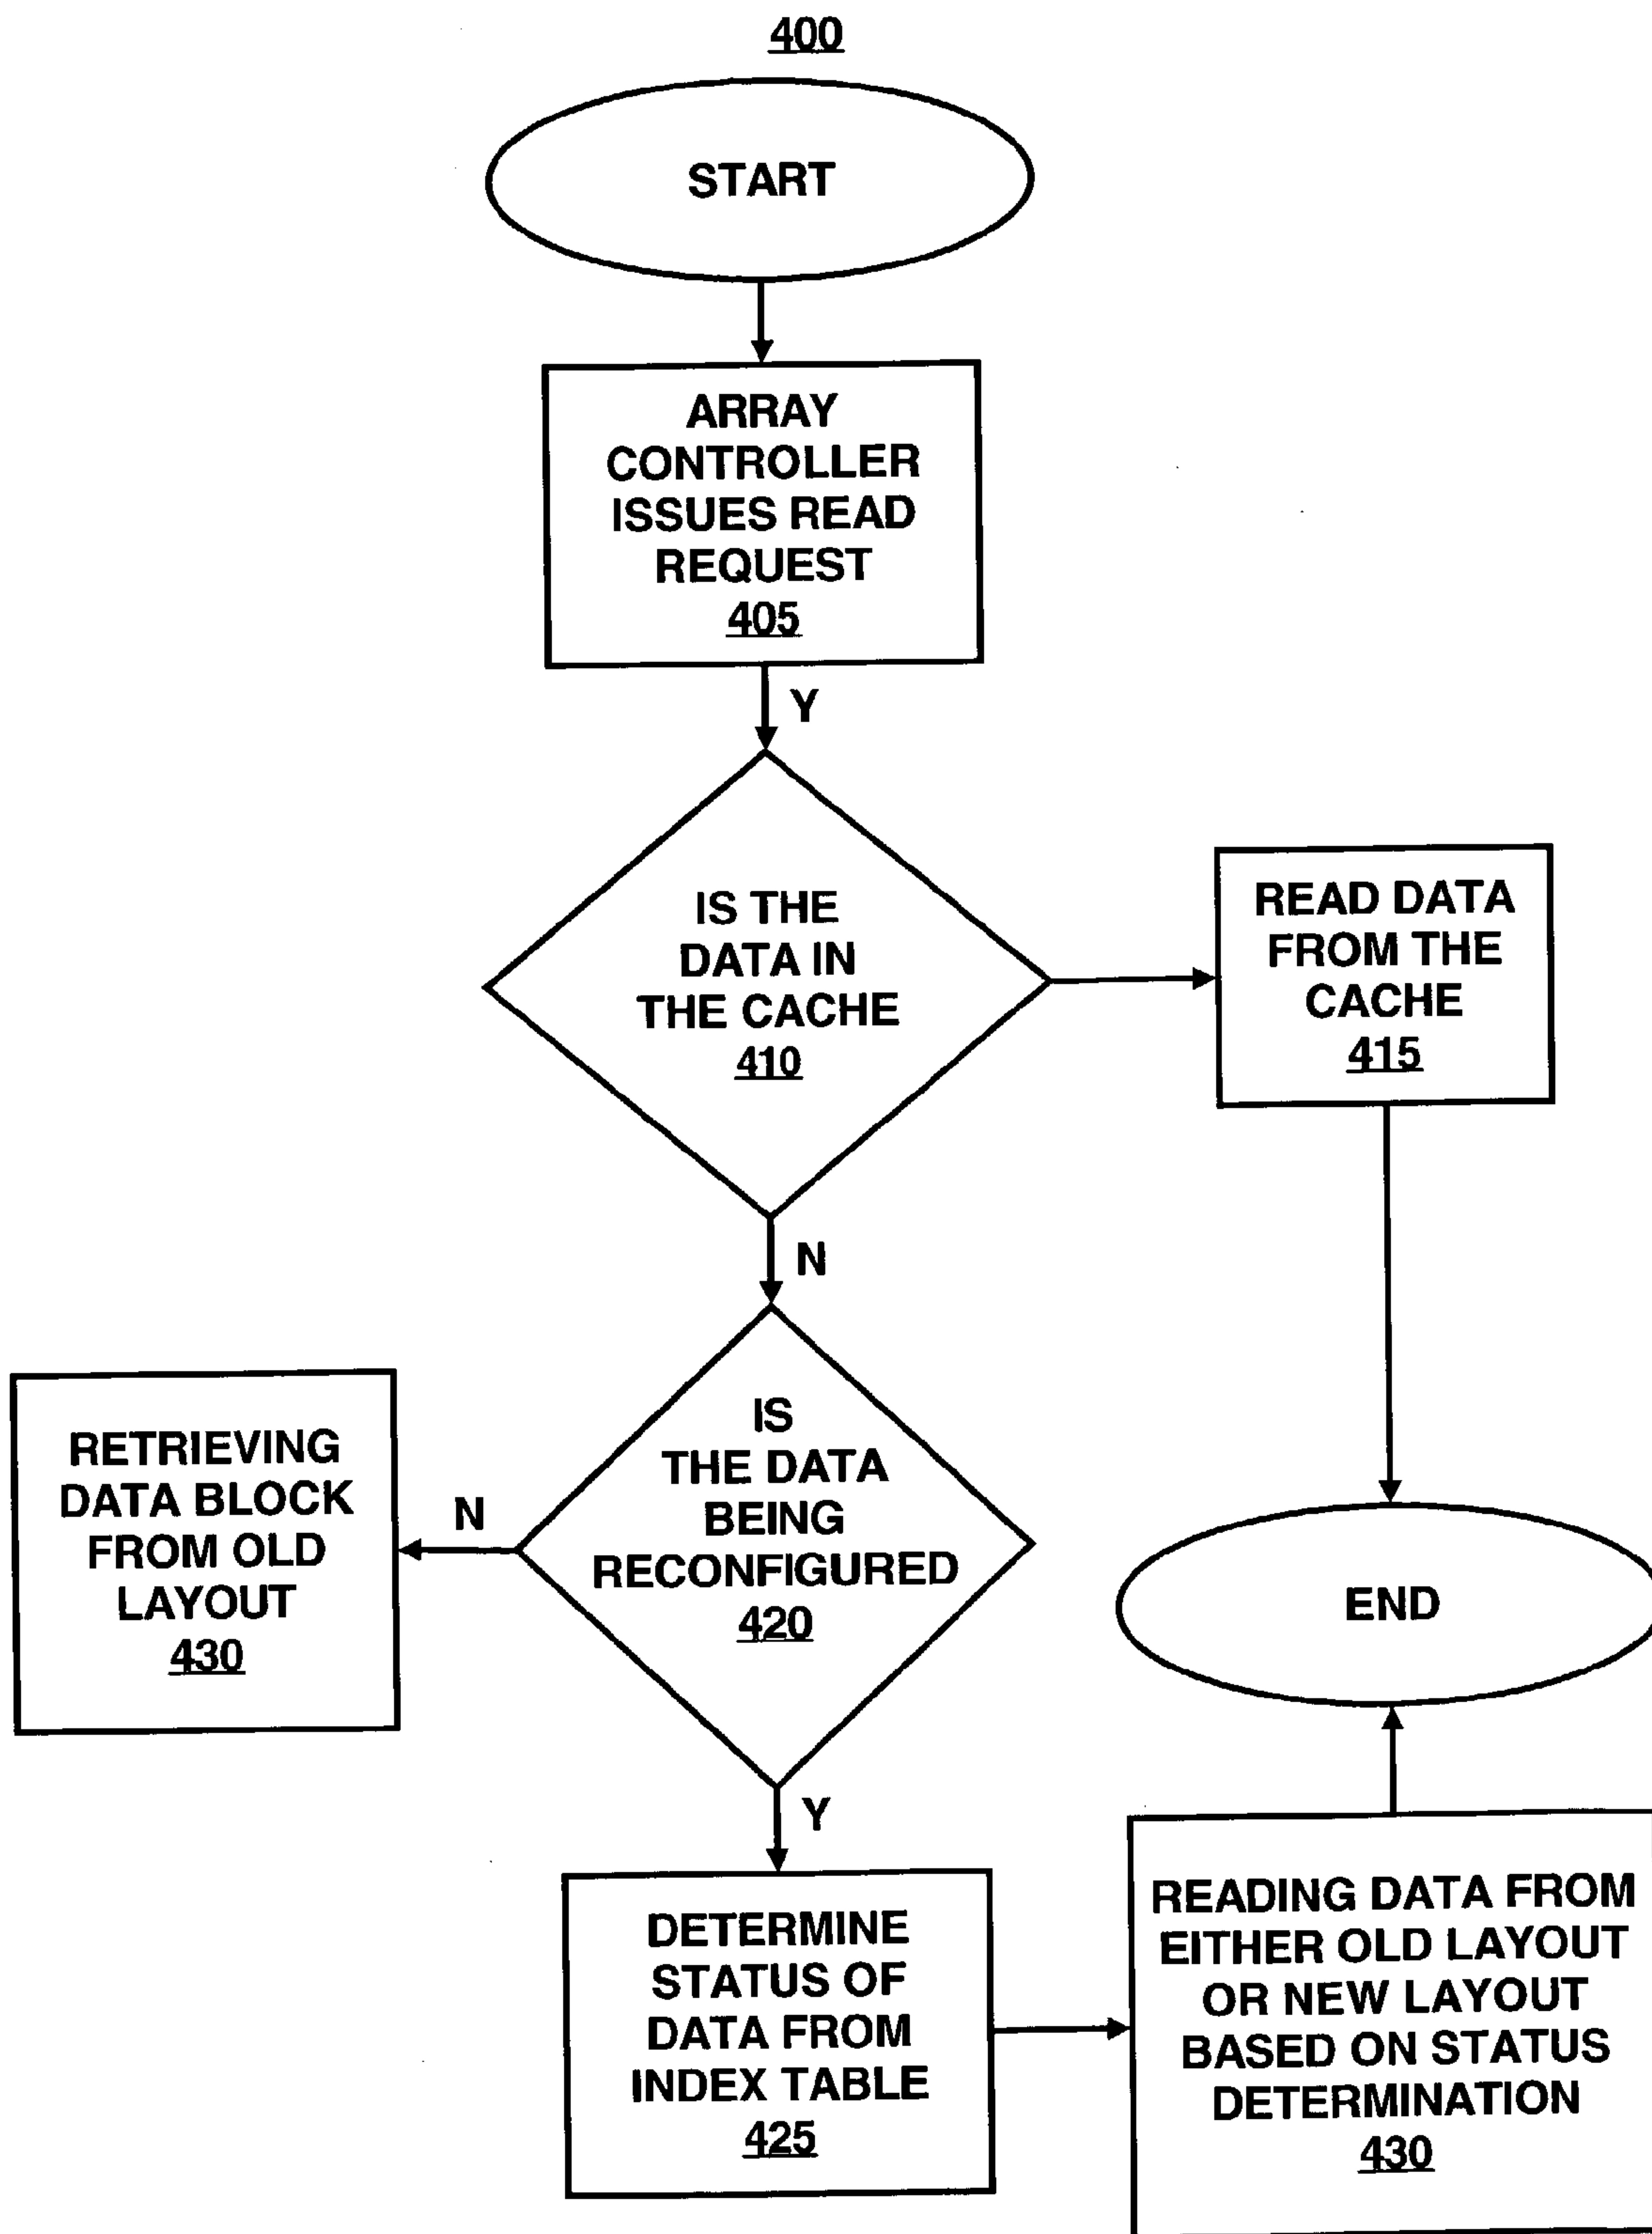 400
START
ARRAY
CONTROLLER
ISSUES READ
REQUEST
405
Y
IS THE
DATA IN
THE CACHE
410
READ DATA
FROM THE
CACHE
415
N
IS
THE DATA
BEING
RECONFIGURED
420
N
RETRIEVING
DATA BLOCK
FROM OLD
LAYOUT
430
END
Y
DETERMINE
STATUS OF
DATA FROM
INDEX TABLE
425
READING DATA FROM
EITHER OLD LAYOUT
OR NEW LAYOUT
BASED ON STATUS
DETERMINATION
430